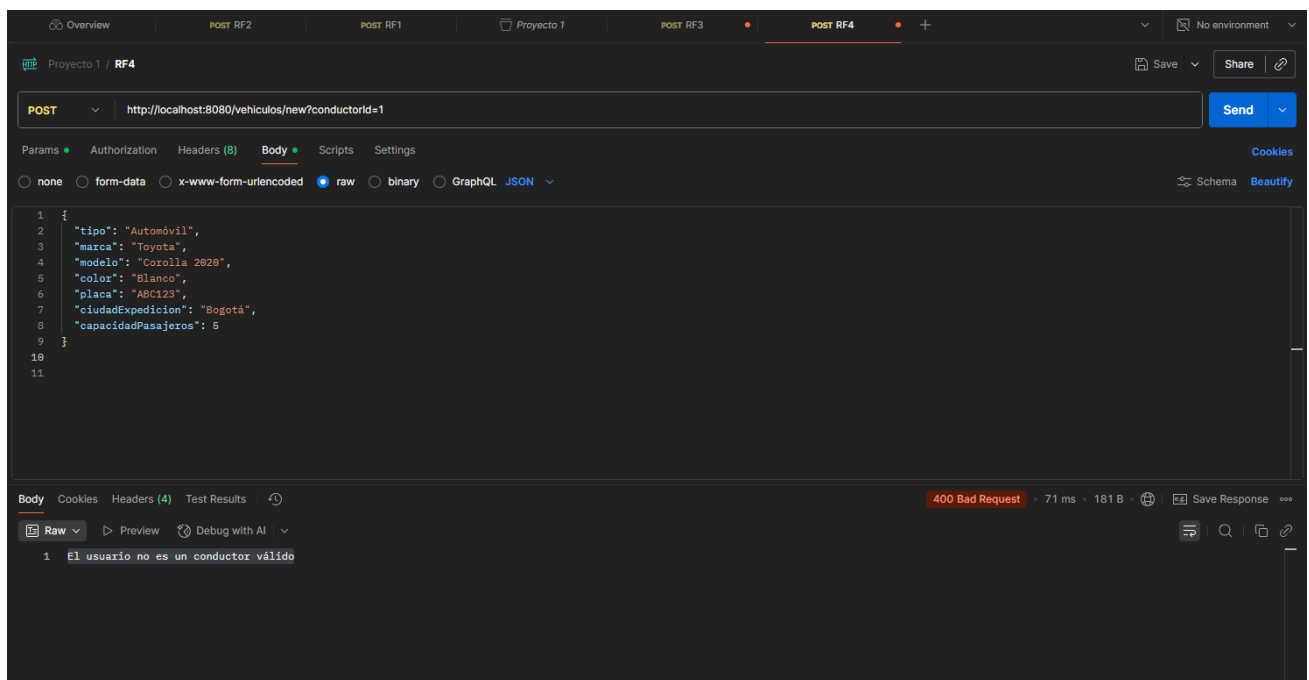 Overview
POST RF2
POST RF1
Proyecto 1
POST RF3
POST RF4
No environment
HTTP Proyecto 1 / RF4
Save
Share
POST
http://localhost:8080/vehiculos/new?conductorId=1
Send
Params
Authorization
Headers (8)
Body
Scripts
Settings
Cookies
none
form-data
x-www-form-urlencoded
raw
binary
GraphQL
JSON
Schema
Beautify
1 {
2 "tipo": "Automóvil",
3 "marca": "Toyota",
4 "modelo": "Corolla 2020",
5 "color": "Blanco",
6 "placa": "ABC123",
7 "ciudadExpedicion": "Bogotá",
8 "capacidadPasajeros": 5
9 }
10
11
Body
Cookies
Headers (4)
Test Results
400 Bad Request
71 ms
181 B
e.g.
Save Response
Raw
Preview
Debug with AI
1 El usuario no es un conductor válido